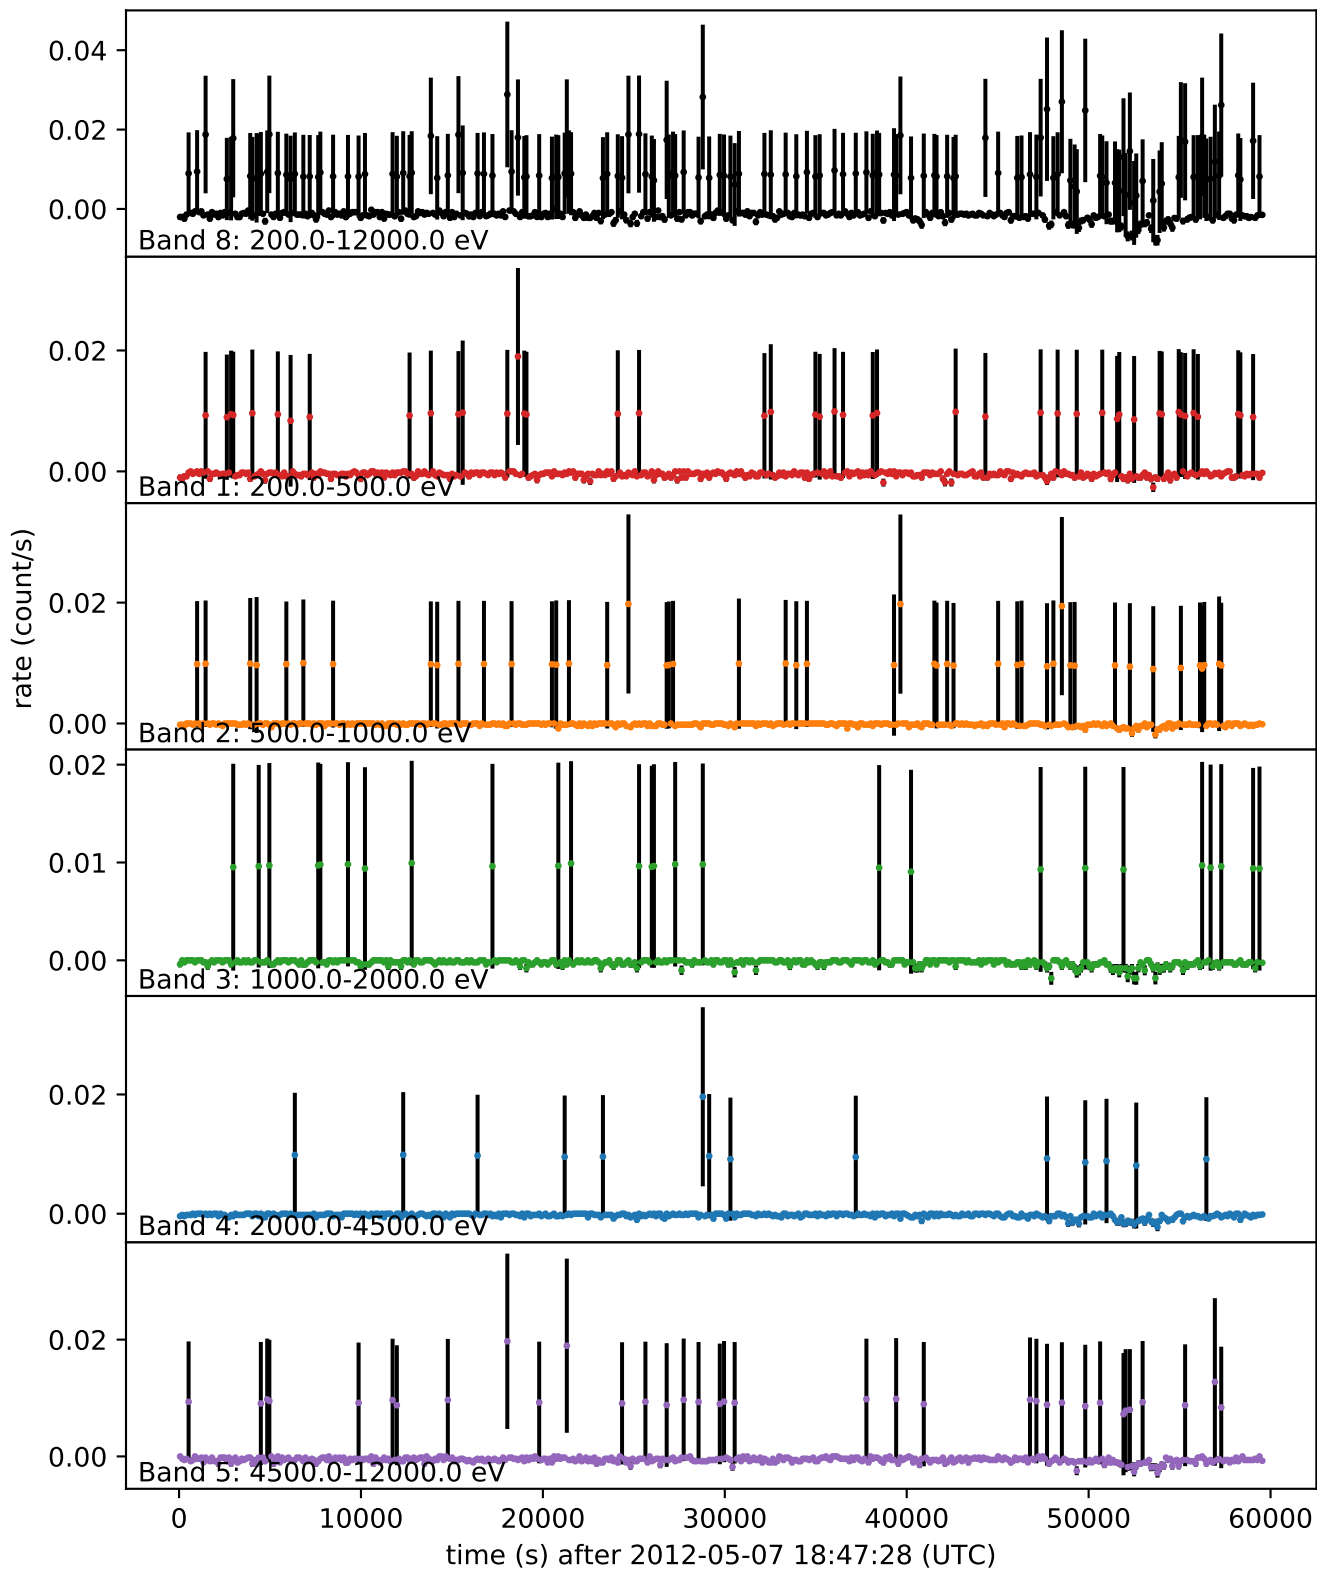 0.04
0.02
0.00
Band 8: 200.0-12000.0 eV
0.02
0.00
Band 1: 200.0-500.0 eV
rate (count/s)
0.02
0.00
Band 2: 500.0-1000.0 eV
0.02
0.01
0.00
Band 3: 1000.0-2000.0 eV
0.02
0.00
Band 4: 2000.0-4500.0 eV
0.02
0.00
Band 5: 4500.0-12000.0 eV
0 10000 20000 30000 40000 50000 60000
time (s) after 2012-05-07 18:47:28 (UTC)